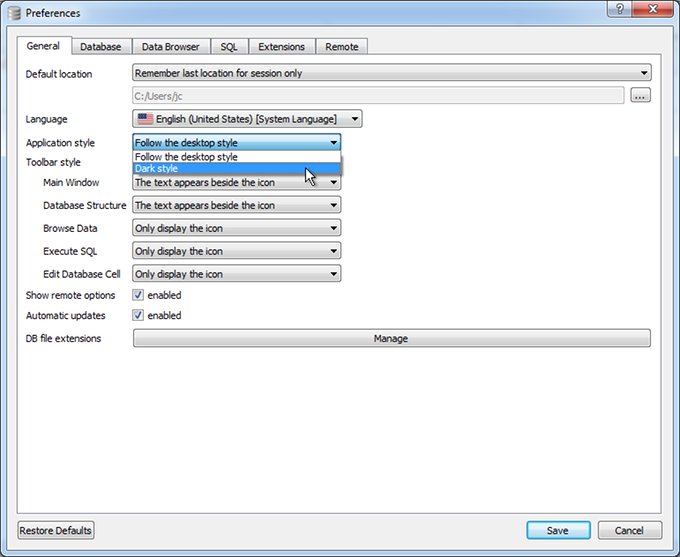 Preferences
General Database Data Browser SQL Extensions Remote
Default location Remember last location for session only
C:/Users/jc ...
Language English (United States) [System Language]
Application style Follow the desktop style
Follow the desktop style
Toolbar style Dark style
Main Window The text appears beside the icon
Database Structure The text appears beside the icon
Browse Data Only display the icon
Execute SQL Only display the icon
Edit Database Cell Only display the icon
Show remote options enabled
Automatic updates enabled
DB file extensions Manage
Restore Defaults Save Cancel